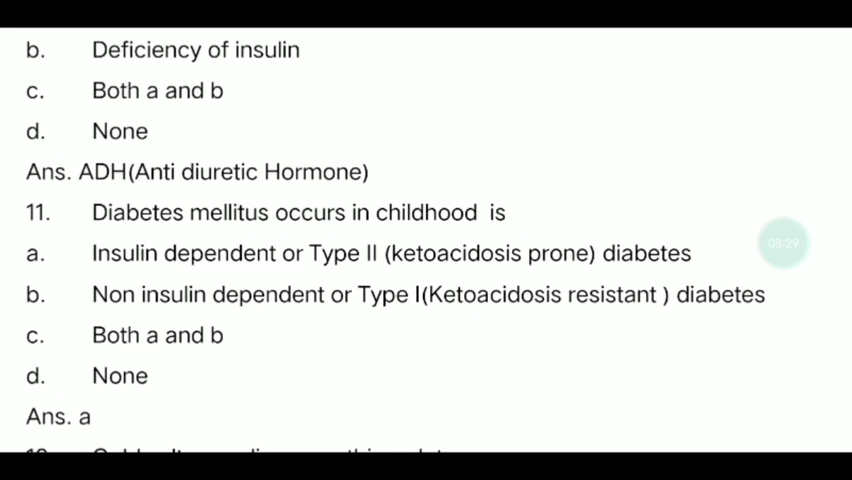 b. Deficiency of insulin
c. Both a and b
d. None
Ans. ADH(Anti diuretic Hormone)
11. Diabetes mellitus occurs in childhood is
08:29
a. Insulin dependent or Type II (ketoacidosis prone) diabetes
b. Non insulin dependent or Type I(Ketoacidosis resistant ) diabetes
c. Both a and b
d. None
Ans. a